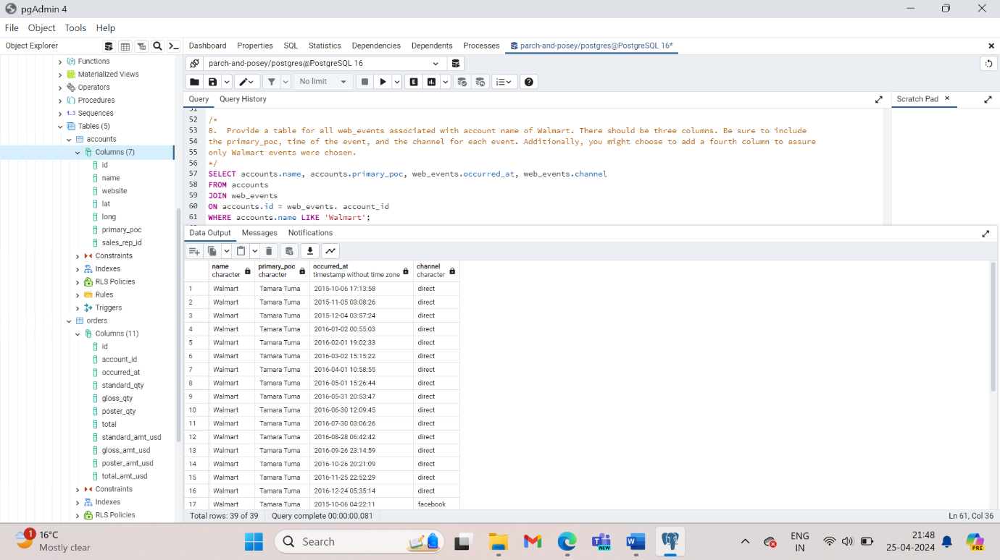 pgAdmin 4
File Object Tools Help
Object Explorer
Dashboard Properties SQL Statistics Dependencies Dependents Processes parch-and-posey/postgres@PostgreSQL 16*
Functions
Materialized Views
Operators
Procedures
1..3 Sequences
Tables (5)
accounts
Columns (7)
id
name
website
lat
long
primary_poc
sales_rep_id
Constraints
Indexes
RLS Policies
Rules
Triggers
orders
Columns (11)
id
account_id
occurred_at
standard_qty
gloss_qty
poster_qty
total
standard_amt_usd
gloss_amt_usd
poster_amt_usd
total_amt_usd
Constraints
Indexes
RLS Policies
parch-and-posey/postgres@PostgreSQL 16
No limit
E
Query Query History
Scratch Pad
51
52 /*
53 8. Provide a table for all web_events associated with account name of Walmart. There should be three columns. Be sure to include
54 the primary_poc, time of the event, and the channel for each event. Additionally, you might choose to add a fourth column to assure
55 only Walmart events were chosen.
56 */
57 SELECT accounts.name, accounts.primary_poc, web_events.occurred_at, web_events.channel
58 FROM accounts
59 JOIN web_events
60 ON accounts.id = web_events. account_id
61 WHERE accounts.name LIKE 'Walmart';
Data Output Messages Notifications
name primary_poc occurred_at channel
character character timestamp without time zone character
1 Walmart Tamara Tuma 2015-10-06 17:13:58 direct
2 Walmart Tamara Tuma 2015-11-05 03:08:26 direct
3 Walmart Tamara Tuma 2015-12-04 03:57:24 direct
4 Walmart Tamara Tuma 2016-01-02 00:55:03 direct
5 Walmart Tamara Tuma 2016-02-01 19:02:33 direct
6 Walmart Tamara Tuma 2016-03-02 15:15:22 direct
7 Walmart Tamara Tuma 2016-04-01 10:58:55 direct
8 Walmart Tamara Tuma 2016-05-01 15:26:44 direct
9 Walmart Tamara Tuma 2016-05-31 20:53:47 direct
10 Walmart Tamara Tuma 2016-06-30 12:09:45 direct
11 Walmart Tamara Tuma 2016-07-30 03:06:26 direct
12 Walmart Tamara Tuma 2016-08-28 06:42:42 direct
13 Walmart Tamara Tuma 2016-09-26 23:14:59 direct
14 Walmart Tamara Tuma 2016-10-26 20:21:09 direct
15 Walmart Tamara Tuma 2016-11-25 22:52:29 direct
16 Walmart Tamara Tuma 2016-12-24 05:35:14 direct
17 Walmart Tamara Tuma 2015-10-06 04:22:11 facebook
Total rows: 39 of 39 Query complete 00:00:00.081 Ln 61, Col 36
1 16°C
Mostly clear
Search
NEW
ENG
IN
21:48
25-04-2024
PRE